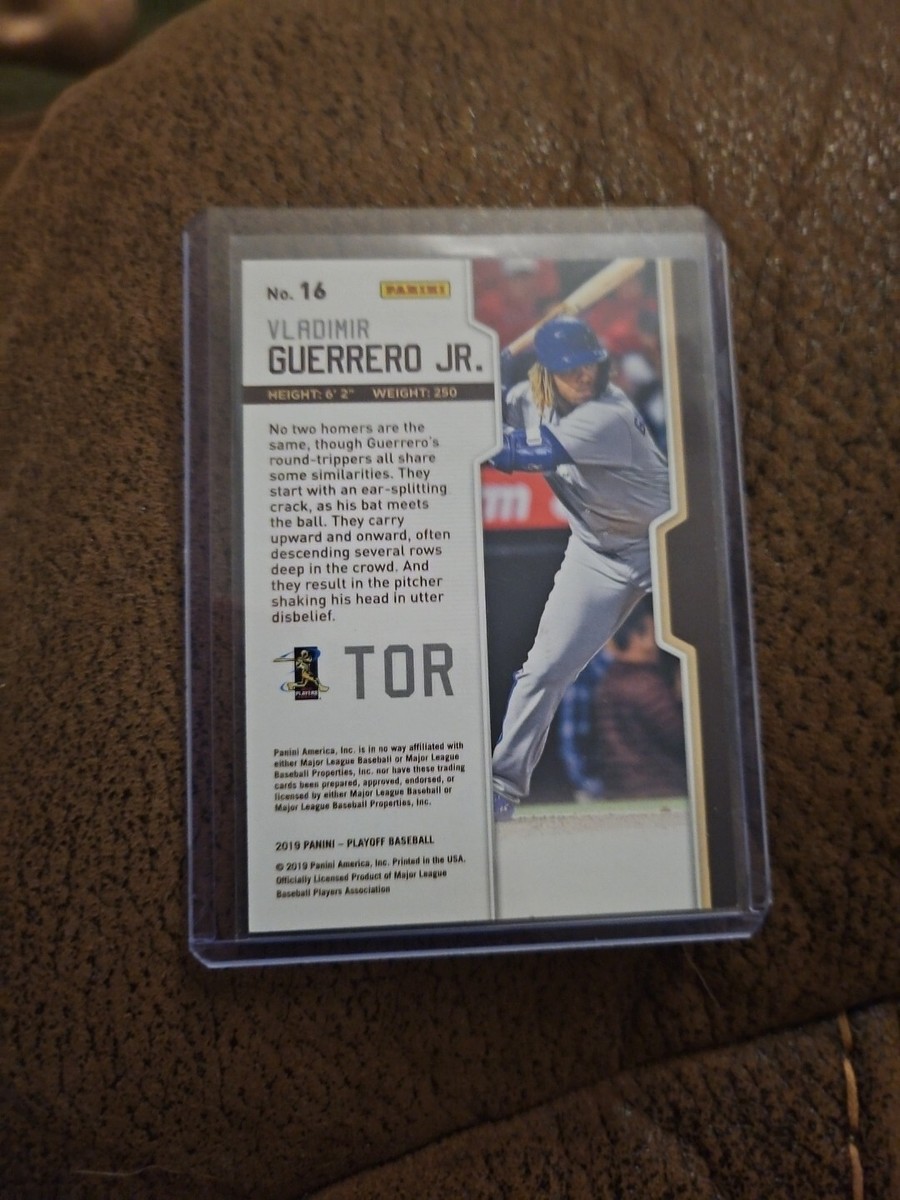 No. 16 PANINI
VLADIMIR
GUERRERO JR.
HEIGHT: 6' 2" WEIGHT: 250
No two homers are the
same, though Guerrero's
round-trippers all share
some similarities. They
start with an ear-splitting
crack, as his bat meets
the ball. They carry
upward and onward, often
descending several rows
deep in the crowd. And
they result in the pitcher
shaking his head in utter
disbelief.
PLAYERS
TOR
Panini America, Inc. is in no way affiliated with
either Major League Baseball or Major League
Baseball Properties, Inc. nor have these trading
cards been prepared, approved, endorsed, or
licensed by either Major League Baseball or
Major League Baseball Properties, Inc.
2019 PANINI – PLAYOFF BASEBALL
© 2019 Panini America, Inc. Printed in the USA.
Officially Licensed Product of Major League
Baseball Players Association